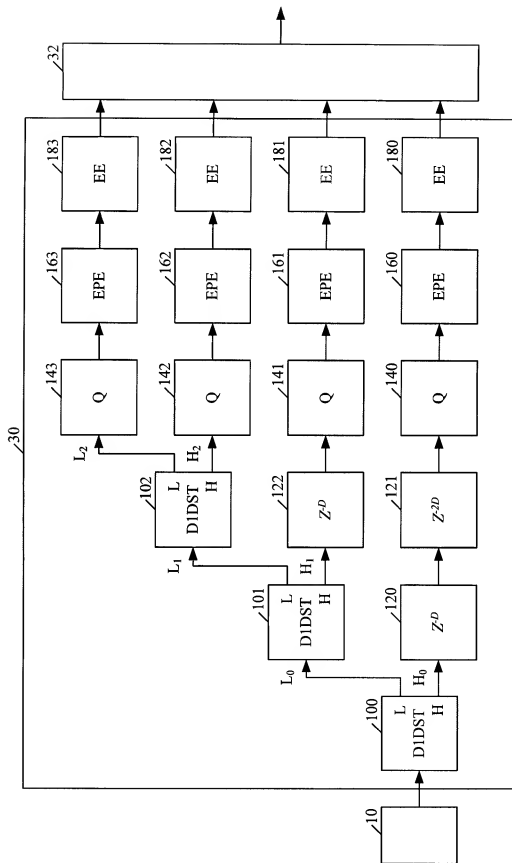 32
30
183
EE
182
EE
181
EE
180
EE
163
EPE
162
EPE
161
EPE
160
EPE
143
Q
142
Q
141
Q
140
Q
L2
H2
102
L
D1DST
H
122
Z-D
121
Z-2D
L1
H1
101
L
D1DST
H
120
Z-D
L0
H0
100
L
D1DST
H
10